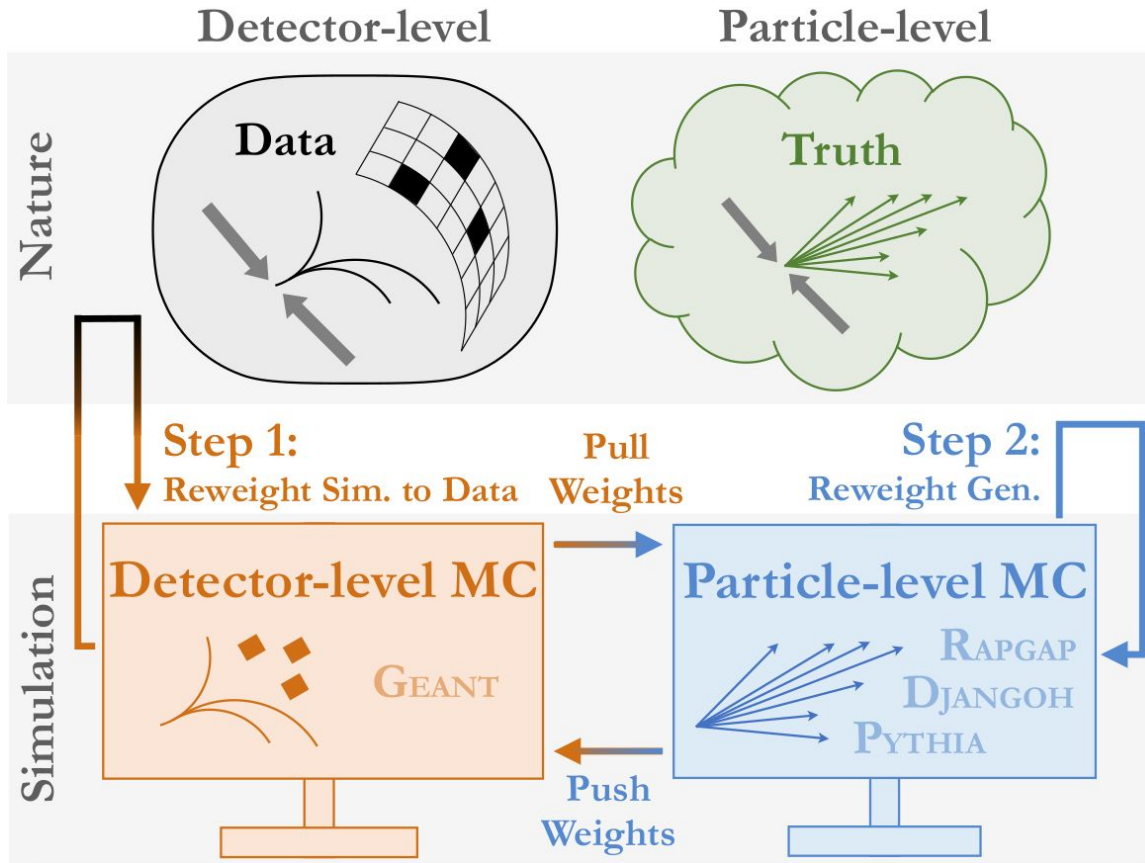 Detector-level
Particle-level
Nature
Data
Truth
Step 1:
Reweight Sim. to Data
Pull
Weights
Step 2:
Reweight Gen.
Simulation
Detector-level MC
GEANT
Particle-level MC
RAPGAP
DJANGOH
PYTHIA
Push
Weights